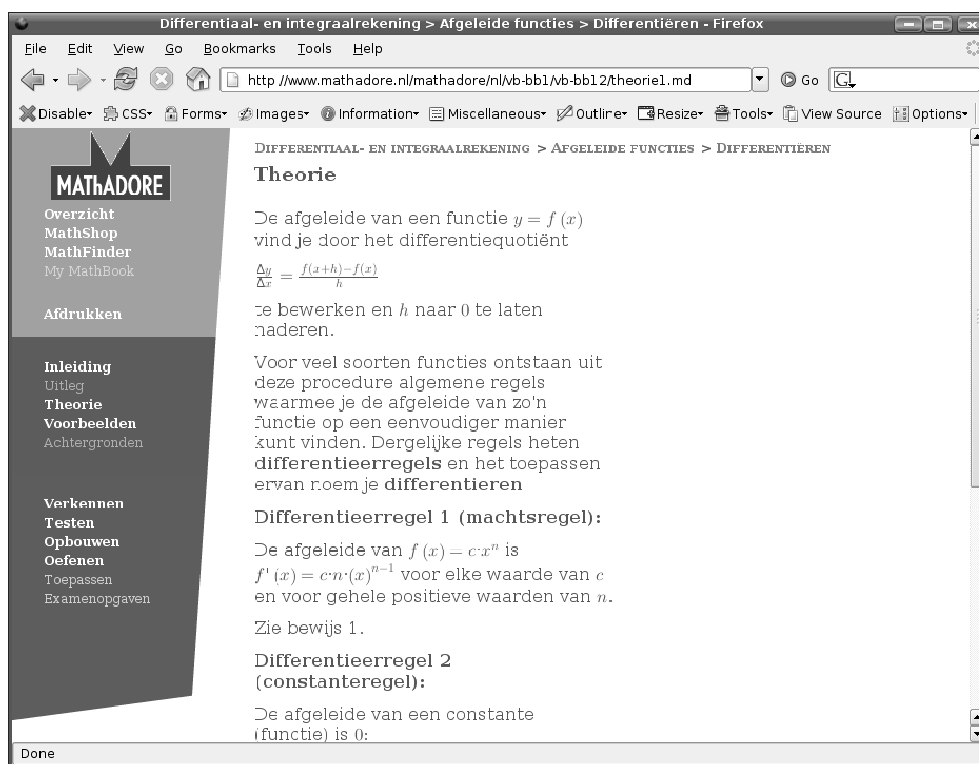 Differentiaal- en integraalrekening > Afgeleide functies > Differentiëren - Firefox
File Edit View Go Bookmarks Tools Help
http://www.mathadore.nl/mathadore/nl/vb-bb1/vb-bb12/theorie1.md Go G
Disable CSS Forms Images Information Miscellaneous Outline Resize Tools View Source Options
MAThADORE
Overzicht
MathShop
MathFinder
My MathBook
Afdrukken
Inleiding
Uitleg
Theorie
Voorbeelden
Achtergronden
Verkennen
Testen
Opbouwen
Oefenen
Toepassen
Examenopgaven
DIFFERENTIAAL- EN INTEGRAALREKENING > AFGELEIDE FUNCTIES > DIFFERENTIËREN
Theorie
De afgeleide van een functie y = f (x)
vind je door het differentiequotiënt
Δy/Δx = f(x+h)−f(x)/h
te bewerken en h naar 0 te laten
naderen.
Voor veel soorten functies ontstaan uit
deze procedure algemene regels
waarmee je de afgeleide van zo'n
functie op een eenvoudiger manier
kunt vinden. Dergelijke regels heten
differentieerregels en het toepassen
ervan noem je differentieren
Differentieerregel 1 (machtsregel):
De afgeleide van f (x) = c·xⁿ is
f' (x) = c·n·(x)ⁿ⁻¹ voor elke waarde van c
en voor gehele positieve waarden van n.
Zie bewijs 1.
Differentieerregel 2
(constanteregel):
De afgeleide van een constante
(functie) is 0:
Done